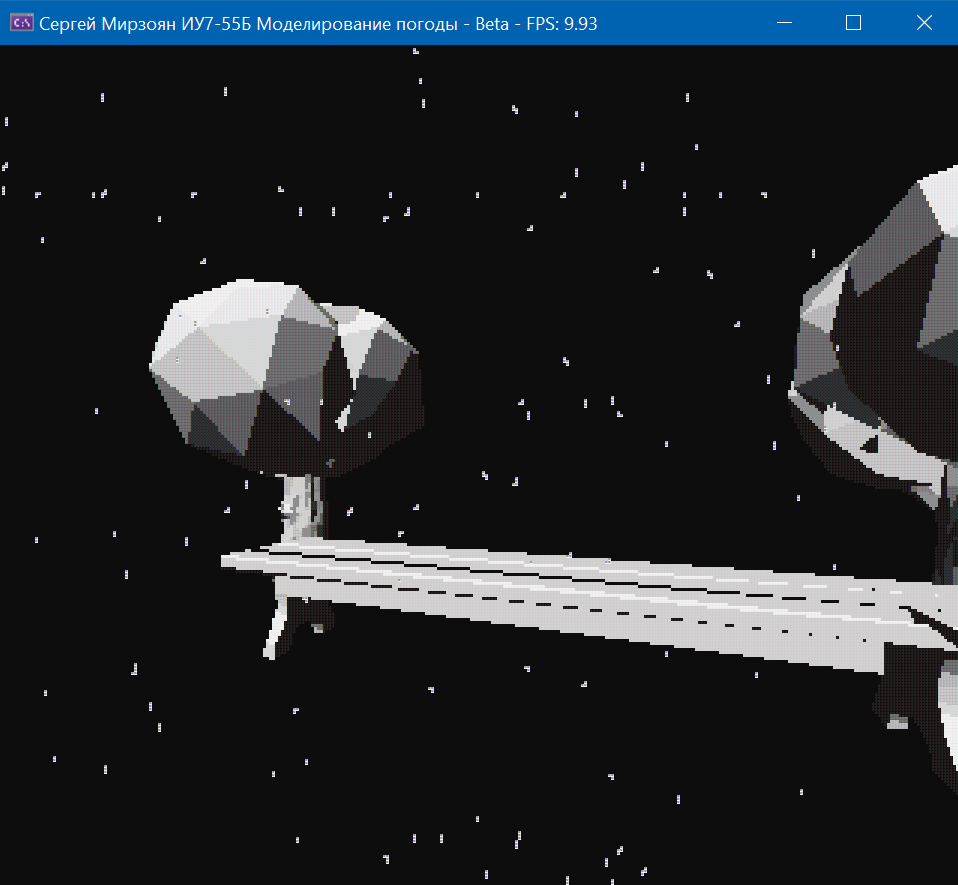 Сергей Мирзоян ИУ7-55Б Моделирование погоды - Beta - FPS: 9.93